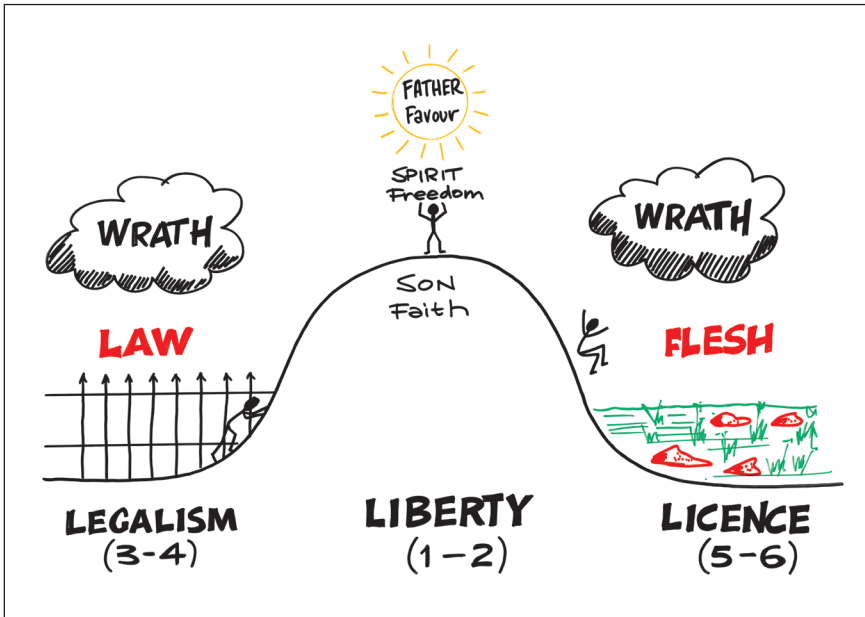 FATHER
Favour
SPIRIT
Freedom
WRATH
WRATH
SON
Faith
LAW
FLESH
LEGALISM
(3-4)
LIBERTY
(1-2)
LICENCE
(5-6)